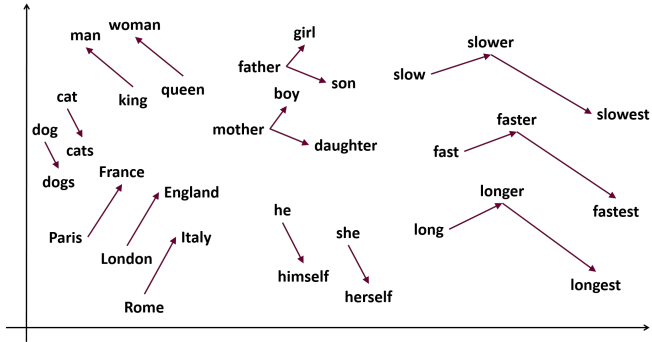 man
woman
king
queen
cat
cats
dog
dogs
France
England
Italy
Paris
London
Rome
girl
father
son
boy
mother
daughter
he
himself
she
herself
slow
slower
slowest
fast
faster
fastest
long
longer
longest